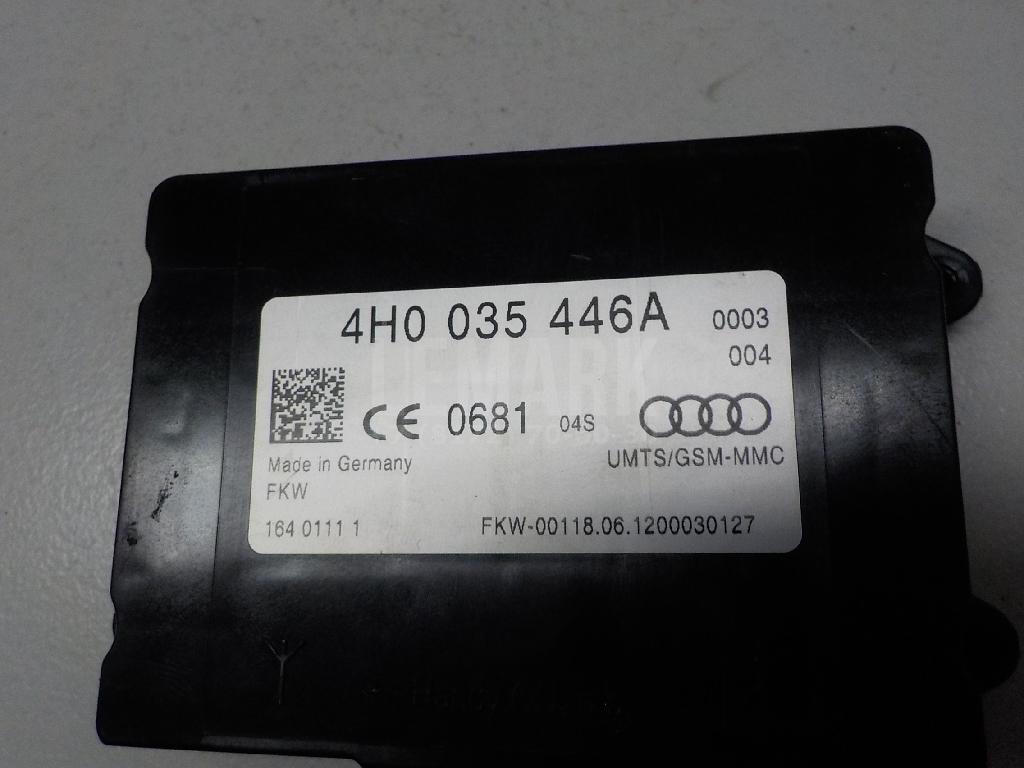 4H0 035 446A 0003
004
CE 0681 04S
Made in Germany
UMTS/GSM-MMC
FKW
164 0111 1
FKW-00118.06.1200030127
LEMARK